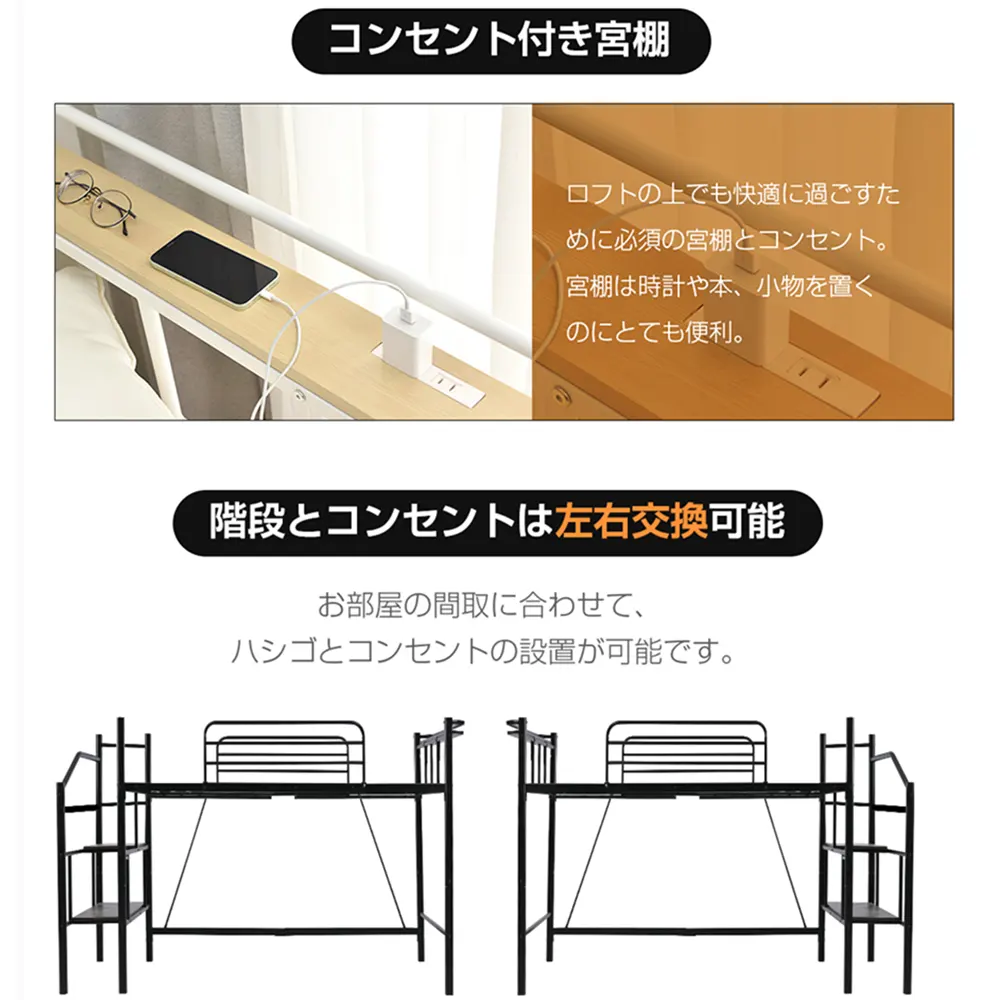 コンセント付き宮棚
ロフトの上でも快適に過ごすた
めに必須の宮棚とコンセント。
宮棚は時計や本、小物を置く
のにとても便利。
階段とコンセントは左右交換可能
お部屋の間取に合わせて、
ハシゴとコンセントの設置が可能です。